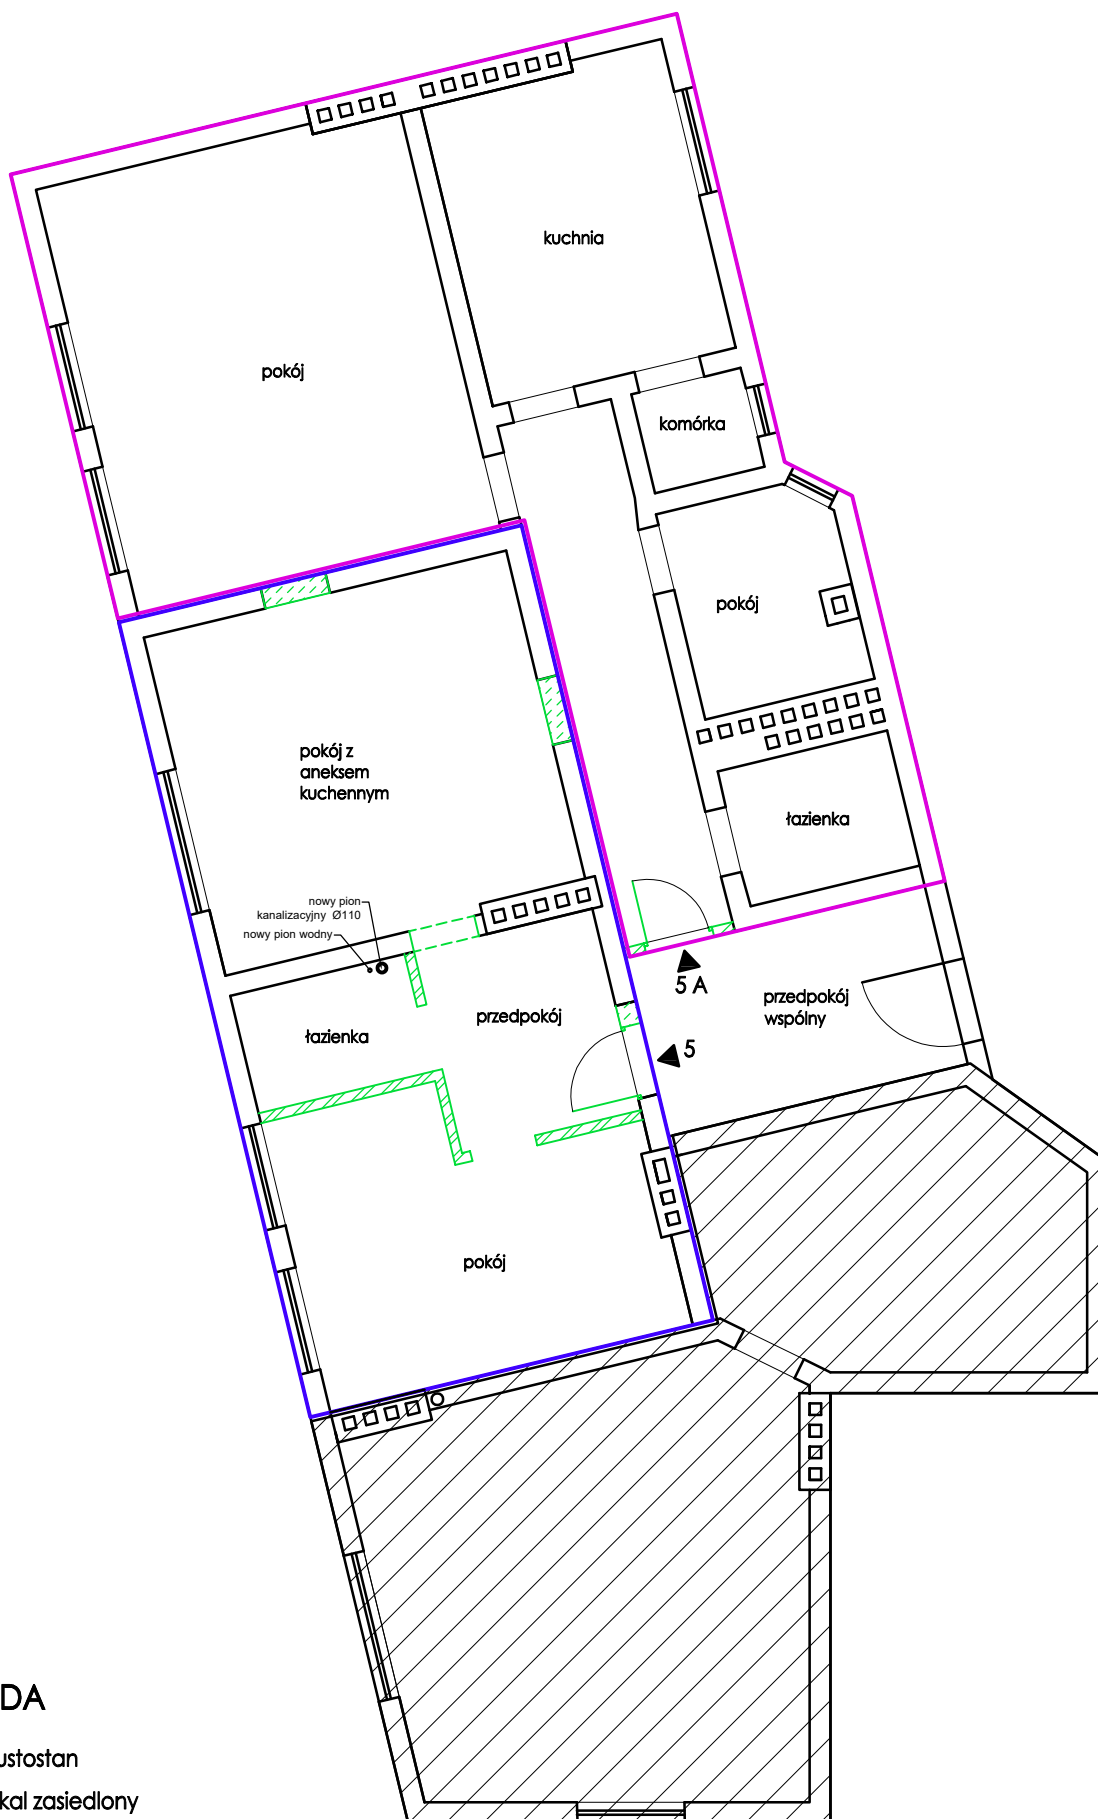 kuchnia
pokój
komórka
pokój
pokój z
aneksem
kuchennym
łazienka
nowy pion
kanalizacyjny Ø110
nowy pion wodny
5 A
przedpokój
wspólny
przedpokój
łazienka
5
pokój
DA
ustostan
kal zasiedlony